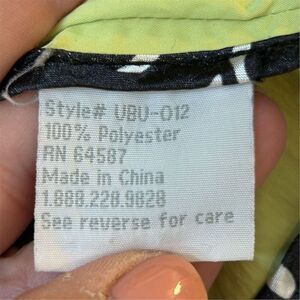 Style# UBU-012
100% Polyester
RN 64587
Made in China
1.888.228.9828
See reverse for care